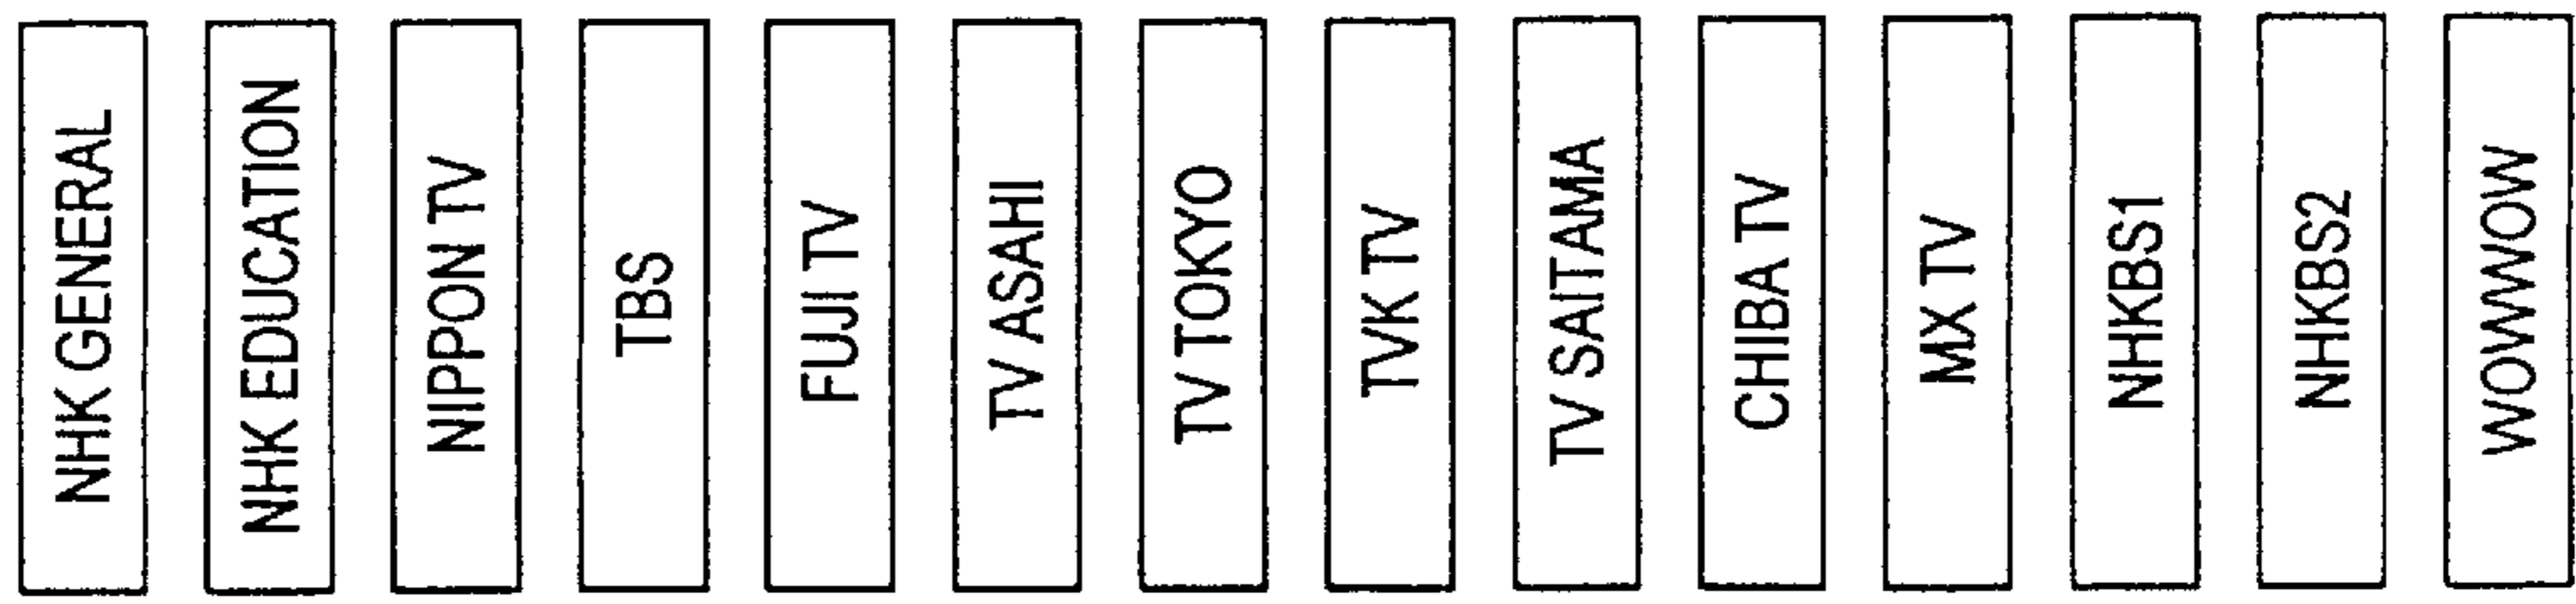 NHK GENERAL
NHK EDUCATION
NIPPON TV
TBS
FUJI TV
TV ASAHI
TV TOKYO
TVK TV
TV SAITAMA
CHIBA TV
MX TV
NHKBS1
NHKBS2
WOWWOW